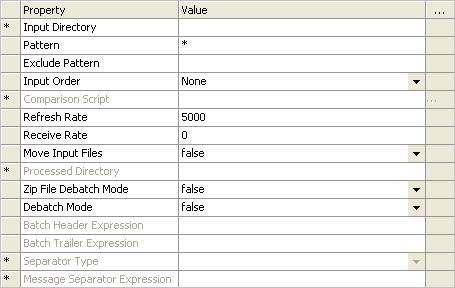 Property Value ...
* Input Directory
Pattern *
Exclude Pattern
Input Order None
* Comparison Script ...
Refresh Rate 5000
Receive Rate 0
Move Input Files false
* Processed Directory
Zip File Debatch Mode false
Debatch Mode false
Batch Header Expression
Batch Trailer Expression
* Separator Type
* Message Separator Expression